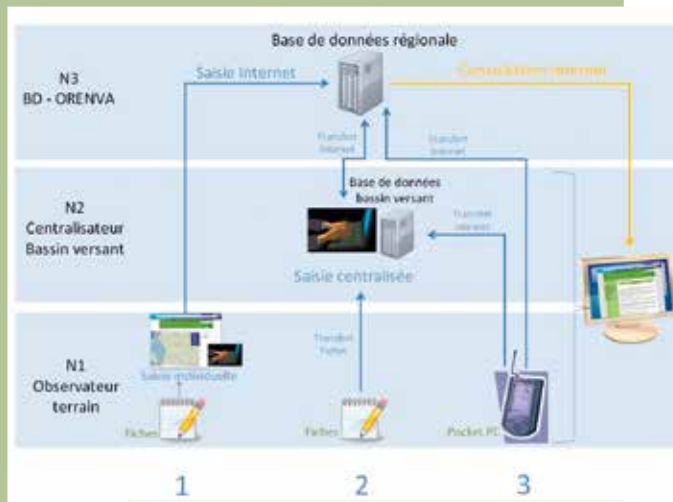 Base de données régionale
N3
BD - ORENVA
Saisie Internet
Consultation Internet
Transfert
Internet
Transfert
Internet
N2
Centralisateur
Bassin versant
Base de données
bassin versant
Transfert
Internet
Saisie centralisée
N1
Observateur
terrain
Saisie individuelle
Transfert
Fiches
Fiches
Fiches
Pocket PC
1
2
3